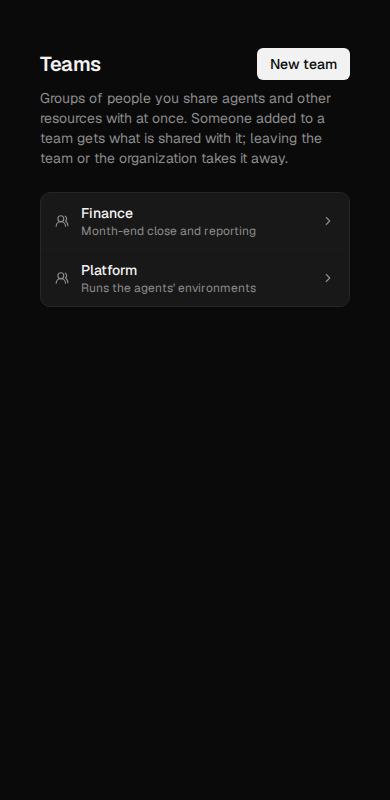 Teams
New team
Groups of people you share agents and other
resources with at once. Someone added to a
team gets what is shared with it; leaving the
team or the organization takes it away.
Finance
Month-end close and reporting
Platform
Runs the agents' environments